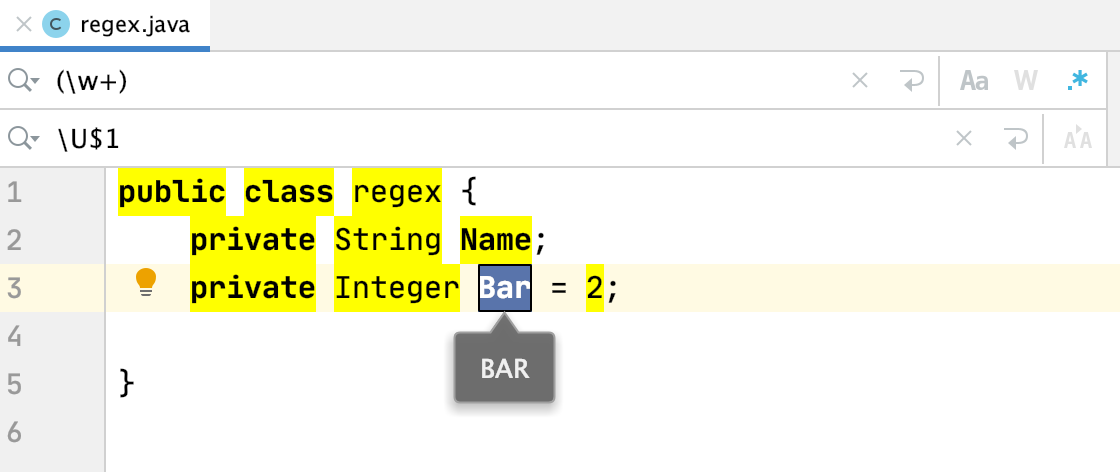 regex.java
(\w+)
Aa W .*
\U$1
AA
1 public class regex {
2 private String Name;
3 private Integer Bar = 2;
BAR
4
5 }
6